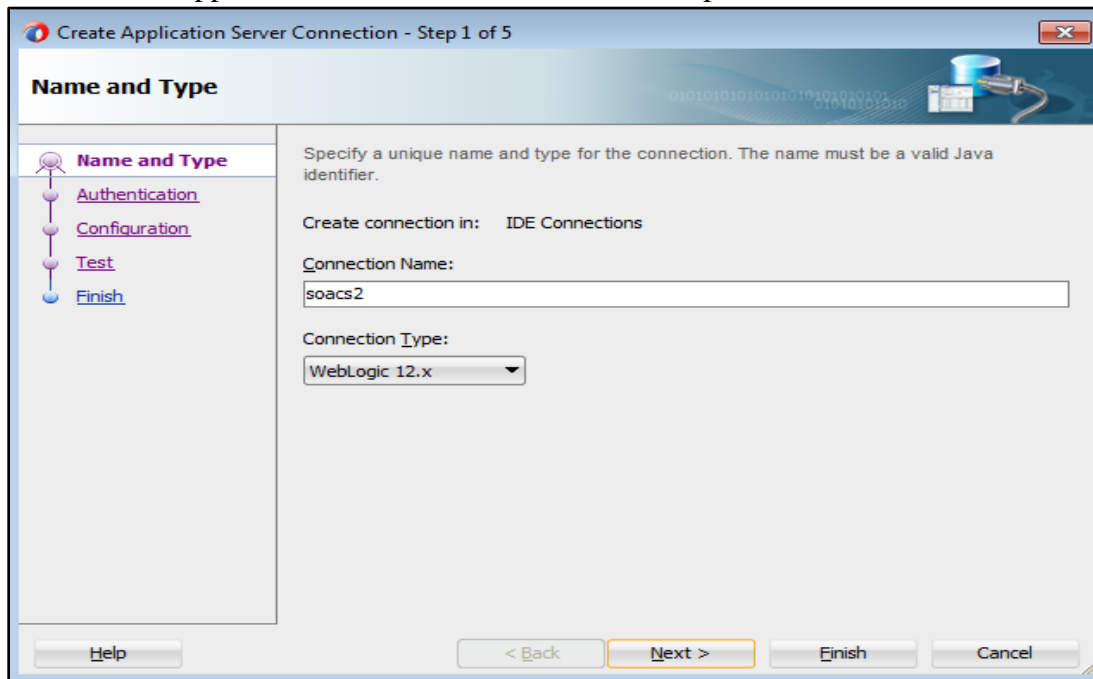 Create Application Server Connection - Step 1 of 5
Name and Type
Name and Type
Authentication
Configuration
Test
Finish
Specify a unique name and type for the connection. The name must be a valid Java
identifier.
Create connection in: IDE Connections
Connection Name:
soacs2
Connection Type:
WebLogic 12.x
Help
< Back
Next >
Finish
Cancel